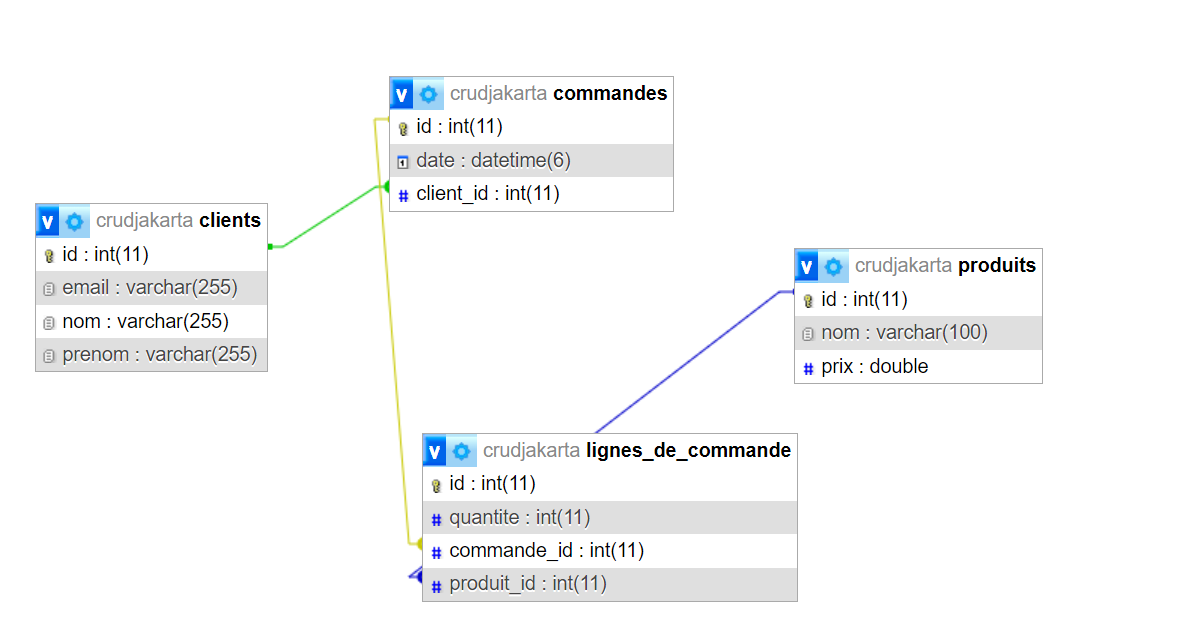 crudjakarta commandes
id : int(11)
date : datetime(6)
client_id : int(11)
crudjakarta clients
id : int(11)
email : varchar(255)
nom : varchar(255)
prenom : varchar(255)
crudjakarta produits
id : int(11)
nom : varchar(100)
prix : double
crudjakarta lignes_de_commande
id : int(11)
quantite : int(11)
commande_id : int(11)
produit_id : int(11)